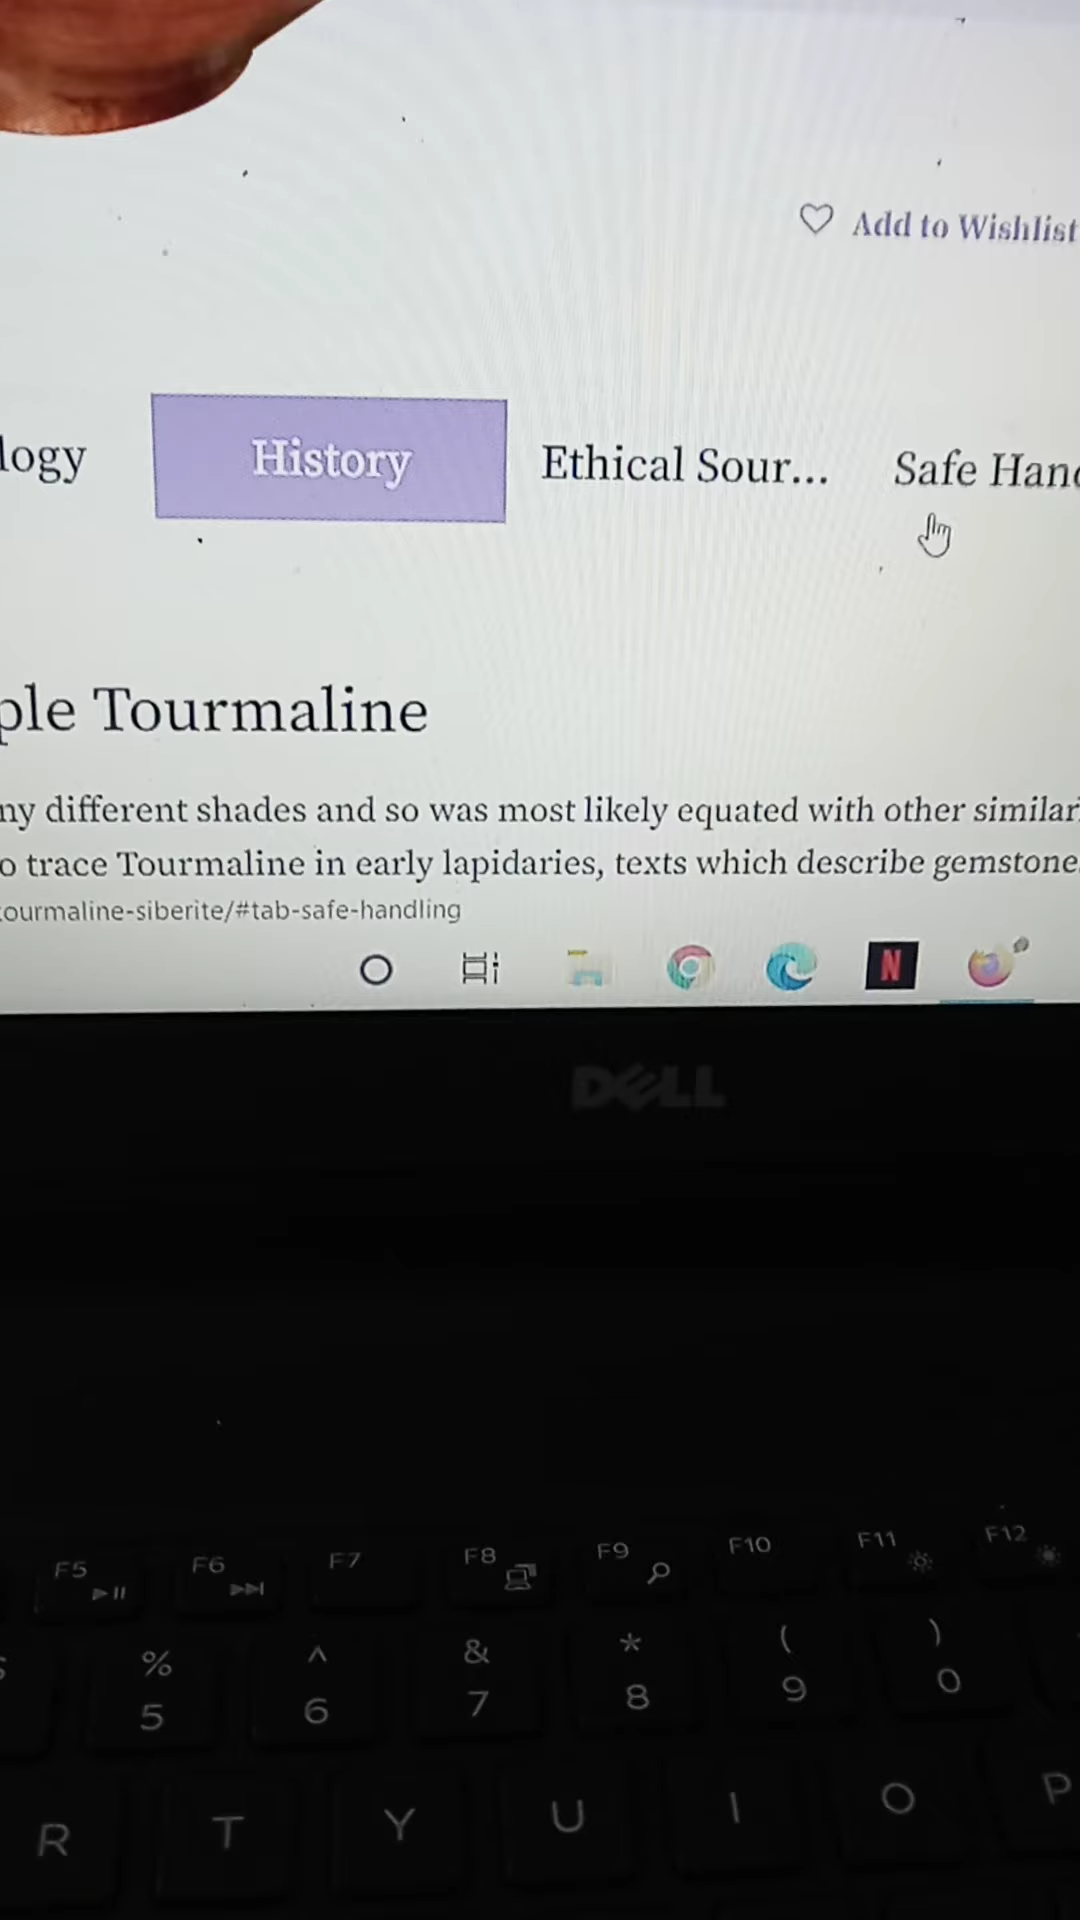 Add to Wishlist
logy History Ethical Sour... Safe Hand
ple Tourmaline
ny different shades and so was most likely equated with other similar
o trace Tourmaline in early lapidaries, texts which describe gemstone
tourmaline-siberite/#tab-safe-handling
N
DELL
F5 F6 F7 F8 F9 F10 F11 F12
% ^ & * ( )
5 6 7 8 9 0
R T Y U I O P